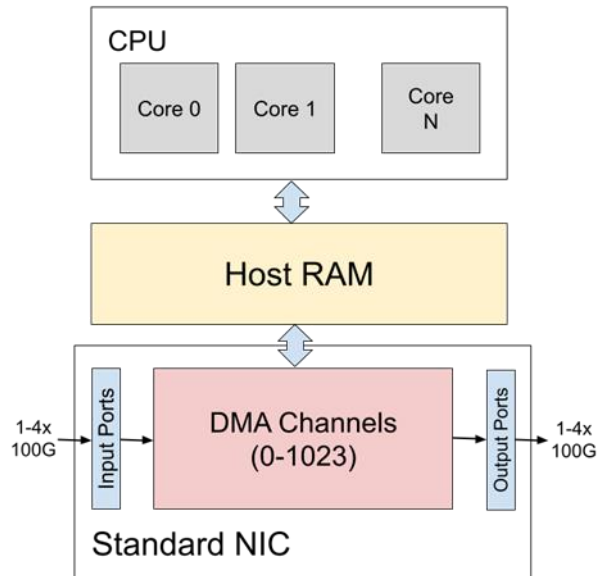 CPU
Core 0
Core 1
Core
N
Host RAM
1-4x
100G
Input Ports
DMA Channels
(0-1023)
Output Ports
1-4x
100G
Standard NIC